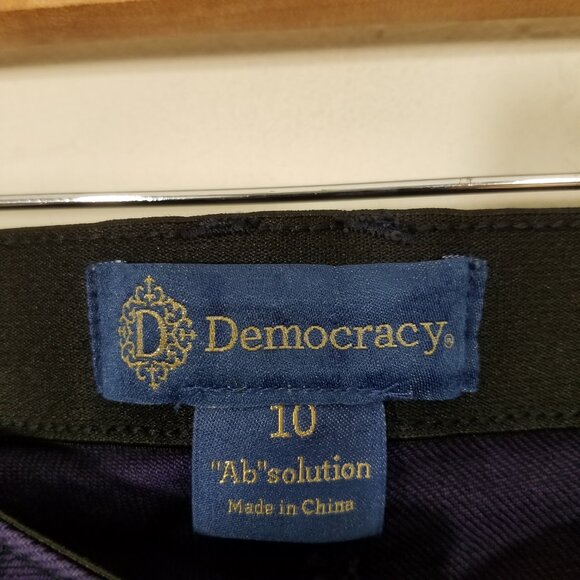 D Democracy®
10
"Ab"solution
Made in China